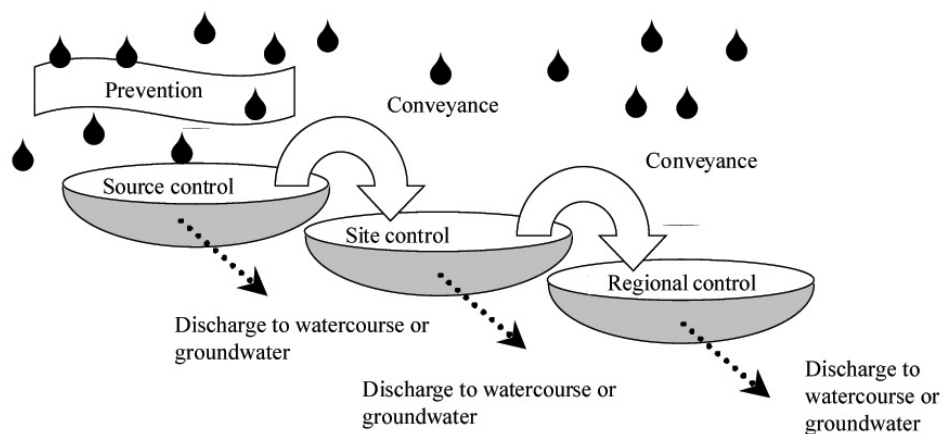 Prevention
Conveyance
Conveyance
Source control
Site control
Regional control
Discharge to watercourse or
groundwater
Discharge to watercourse or
groundwater
Discharge to
watercourse or
groundwater